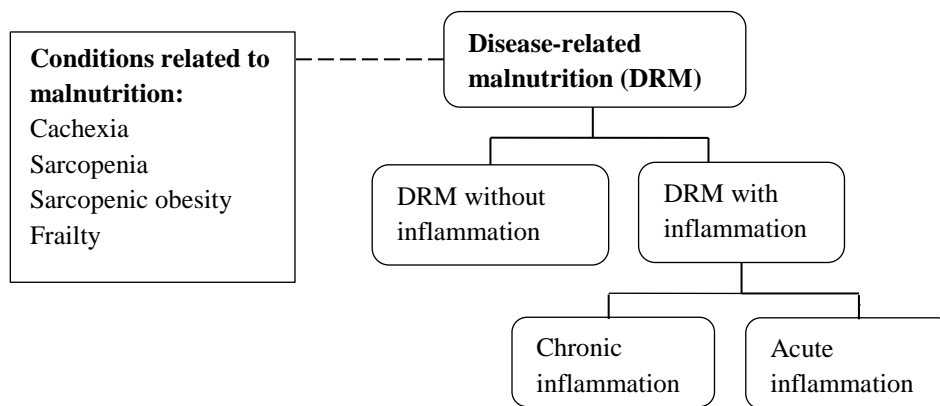 Conditions related to
malnutrition:
Cachexia
Sarcopenia
Sarcopenic obesity
Frailty
Disease-related
malnutrition (DRM)
DRM without
inflammation
DRM with
inflammation
Chronic
inflammation
Acute
inflammation